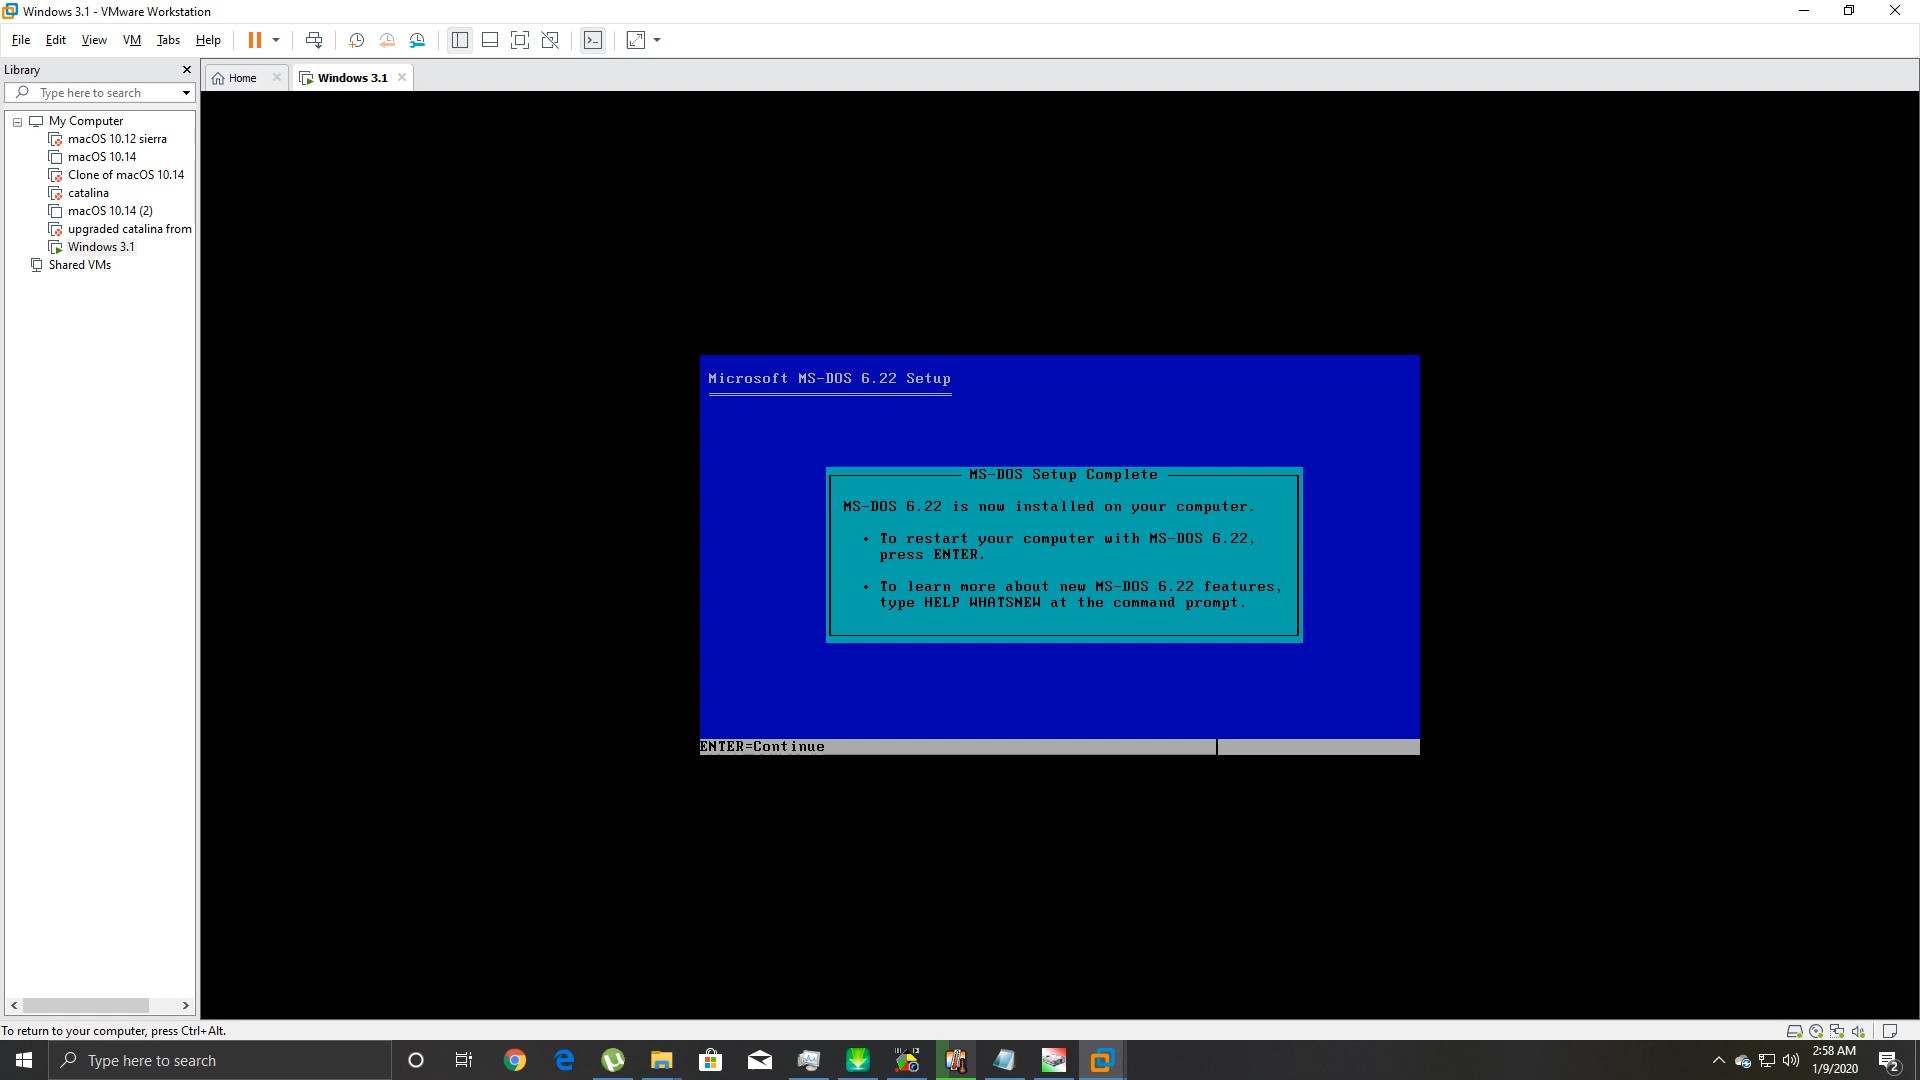 Windows 3.1 - VMware Workstation
File Edit View VM Tabs Help
Library
Home
Windows 3.1
Type here to search
My Computer
macOS 10.12 sierra
macOS 10.14
Clone of macOS 10.14
catalina
macOS 10.14 (2)
upgraded catalina from
Windows 3.1
Shared VMs
Microsoft MS-DOS 6.22 Setup
MS-DOS Setup Complete
MS-DOS 6.22 is now installed on your computer.
• To restart your computer with MS-DOS 6.22,
press ENTER.
• To learn more about new MS-DOS 6.22 features,
type HELP WHATSNEW at the command prompt.
ENTER=Continue
To return to your computer, press Ctrl+Alt.
Type here to search
2:58 AM
1/9/2020
2